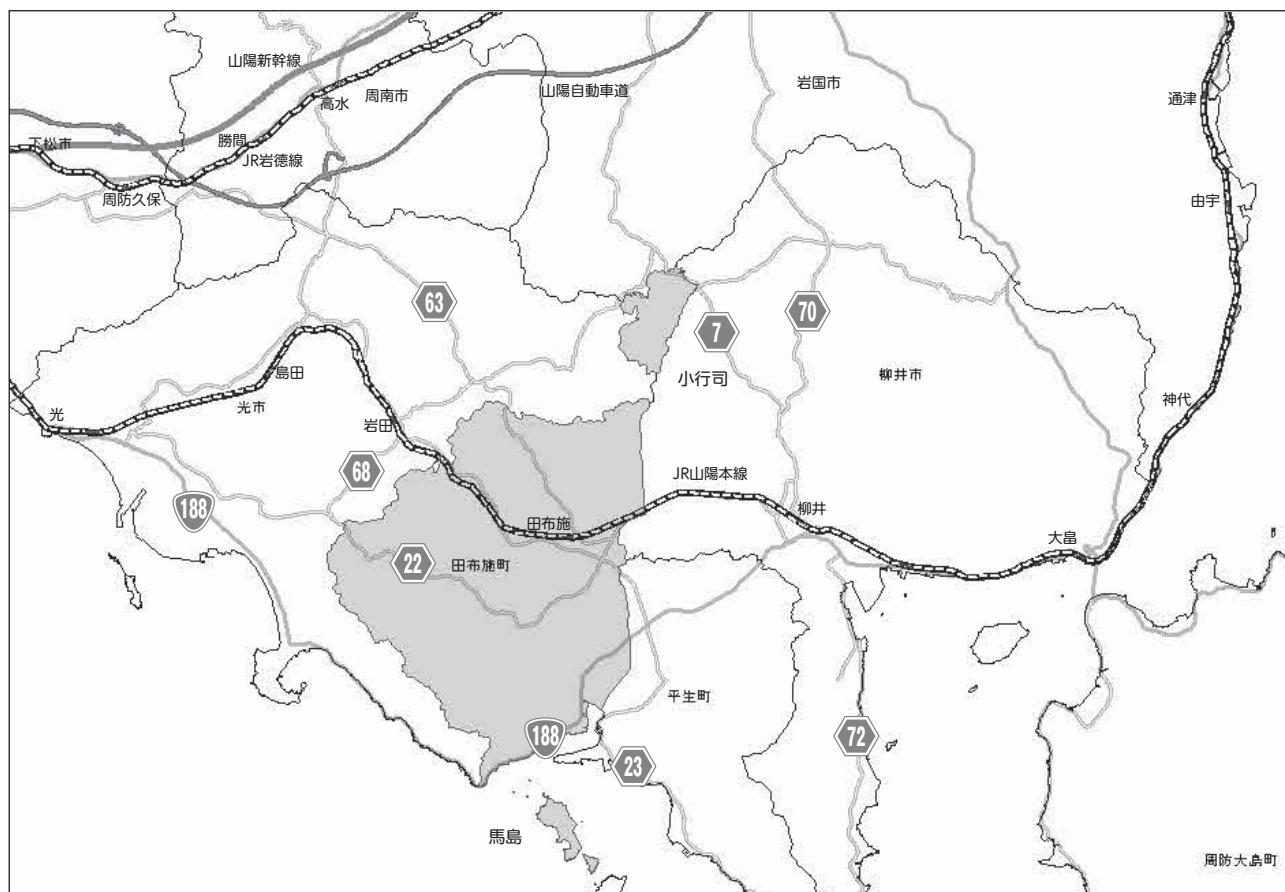 山陽新幹線
高水
周南市
山陽自動車道
岩国市
通津
下松市
勝間
JR岩徳線
周防久保
由宇
63
7
70
小行司
柳井市
島田
光市
光
岩田
神代
68
JR山陽本線
188
田布施
柳井
大畠
22
田布施町
平生町
188
23
72
馬島
周防大島町